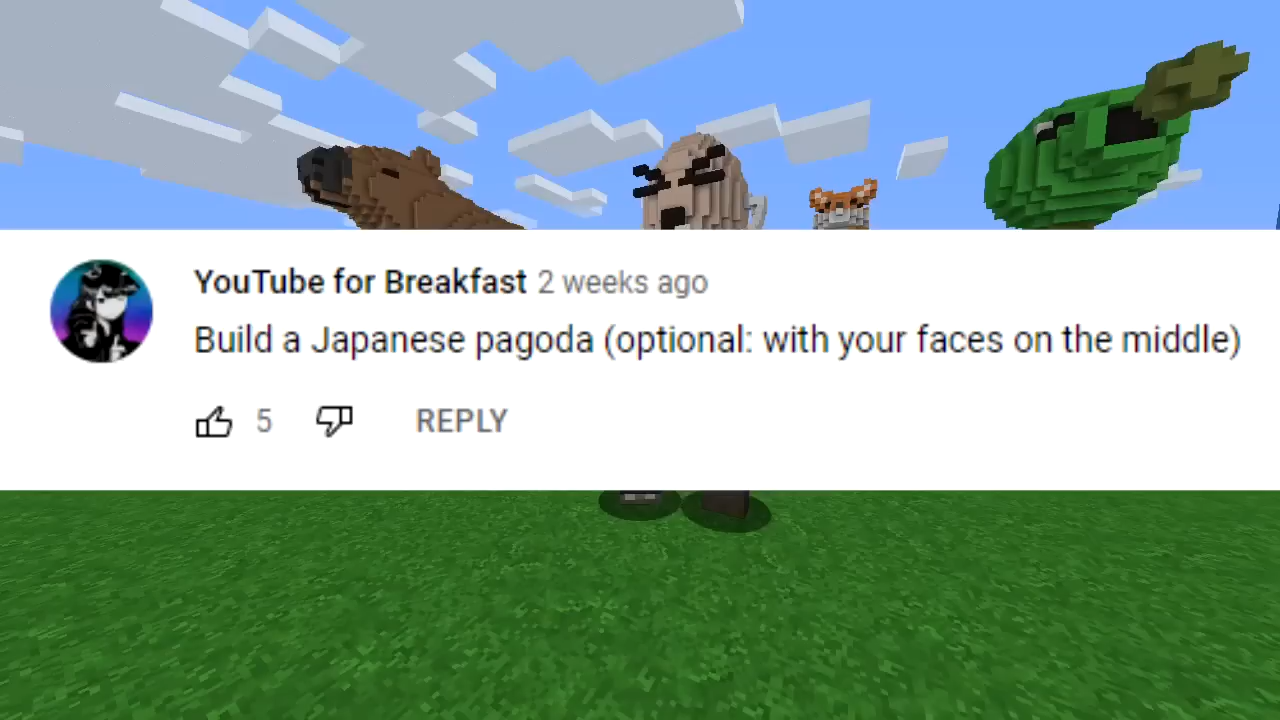 YouTube for Breakfast 2 weeks ago
Build a Japanese pagoda (optional: with your faces on the middle)
5 REPLY